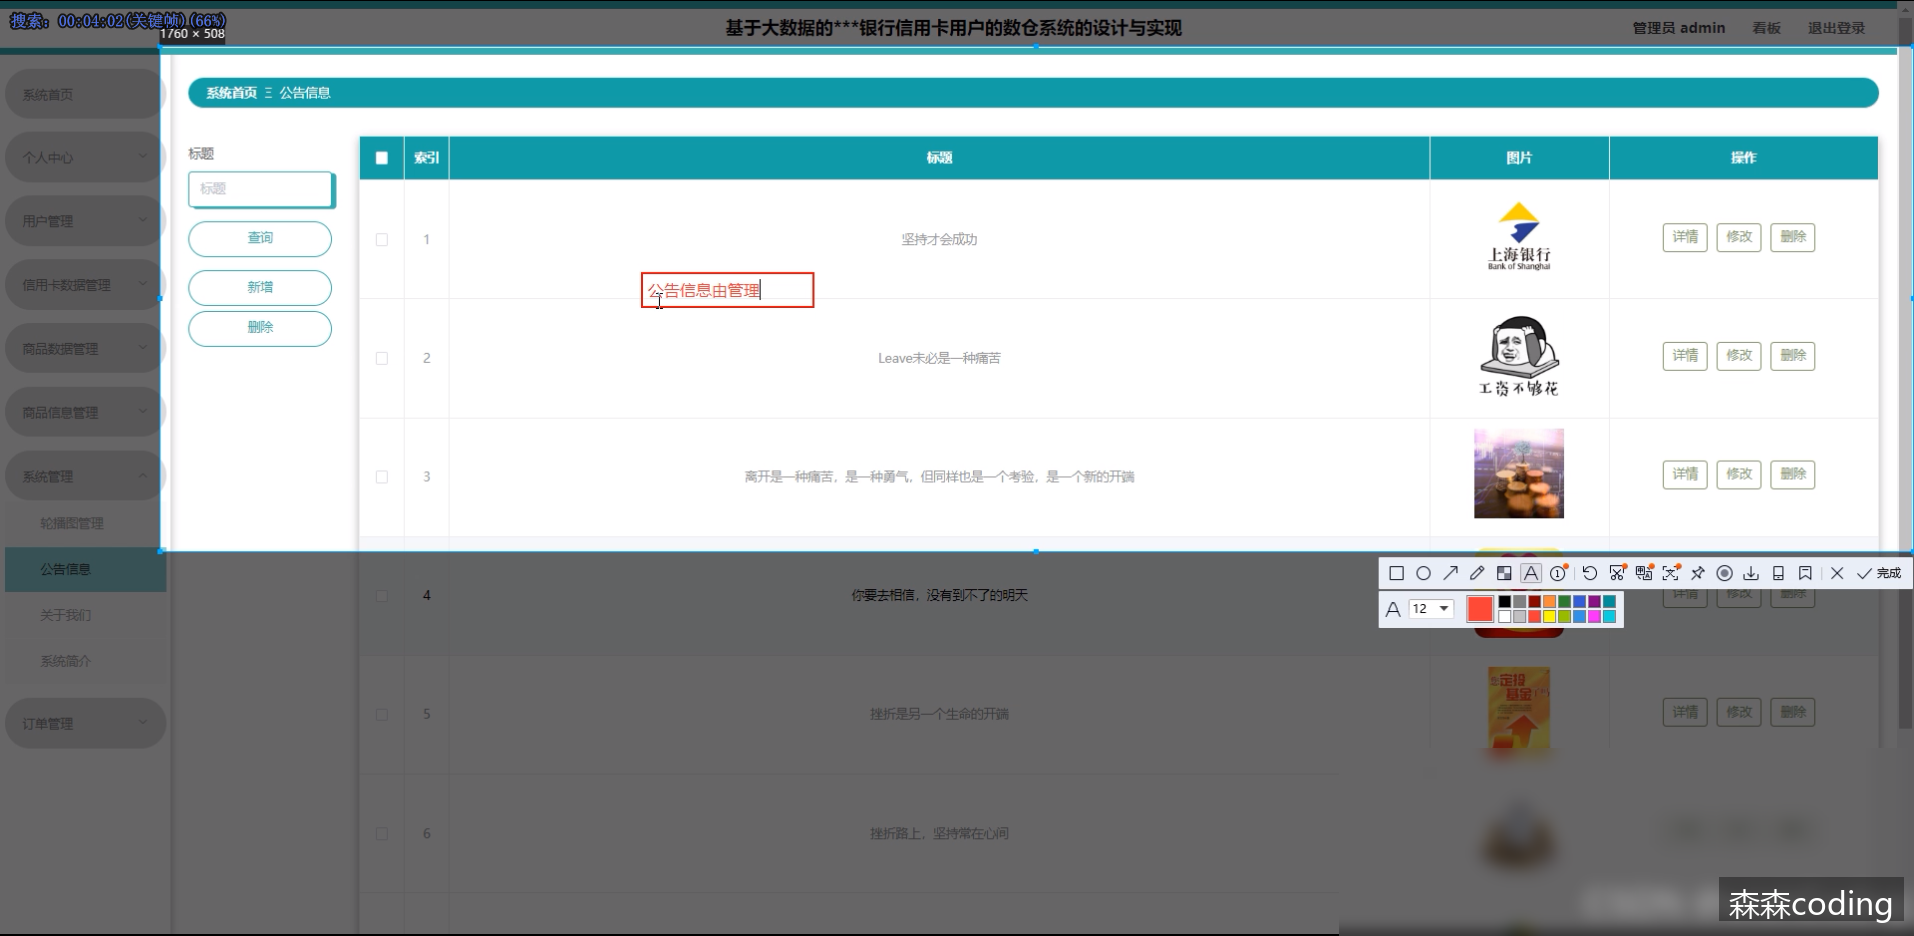 搜索: 00:04:02(关键帧)(66%)
1760 × 508
基于大数据的***银行信用卡用户的数仓系统的设计与实现
管理员 admin
看板
退出登录
系统首页
个人中心
用户管理
信用卡数据管理
商品数据管理
商品信息管理
系统管理
轮播图管理
公告信息
关于我们
系统简介
订单管理
系统首页 Ξ 公告信息
标题
标题
查询
新增
删除
索引 标题 图片 操作
1 坚持才会成功 上海银行 Bank of Shanghai 详情 修改 删除
公告信息由管理
2 Leave未必是一种痛苦 工资不够花 详情 修改 删除
3 离开是一种痛苦，是一种勇气，但同样也是一个考验，是一个新的开端 详情 修改 删除
4 你要去相信，没有到不了的明天 详情 修改 删除
5 挫折是另一个生命的开端 定投 基金 详情 修改 删除
6 挫折路上，坚持常在心间
完成
A 12
森森coding